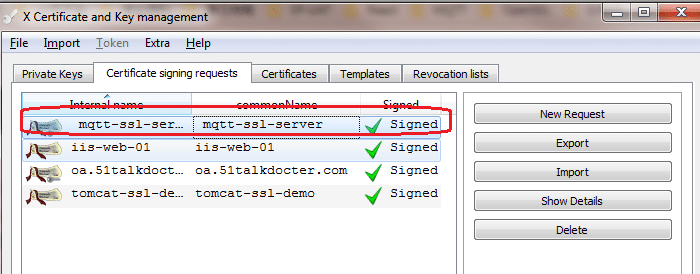 X Certificate and Key management
File Import Token Extra Help
Private Keys Certificate signing requests Certificates Templates Revocation lists
Internal name commonName Signed
mqtt-ssl-ser... mqtt-ssl-server Signed
iis-web-01 iis-web-01 Signed
oa.51talkdoct... oa.51talkdocter.com Signed
tomcat-ssl-de... tomcat-ssl-demo Signed
New Request
Export
Import
Show Details
Delete